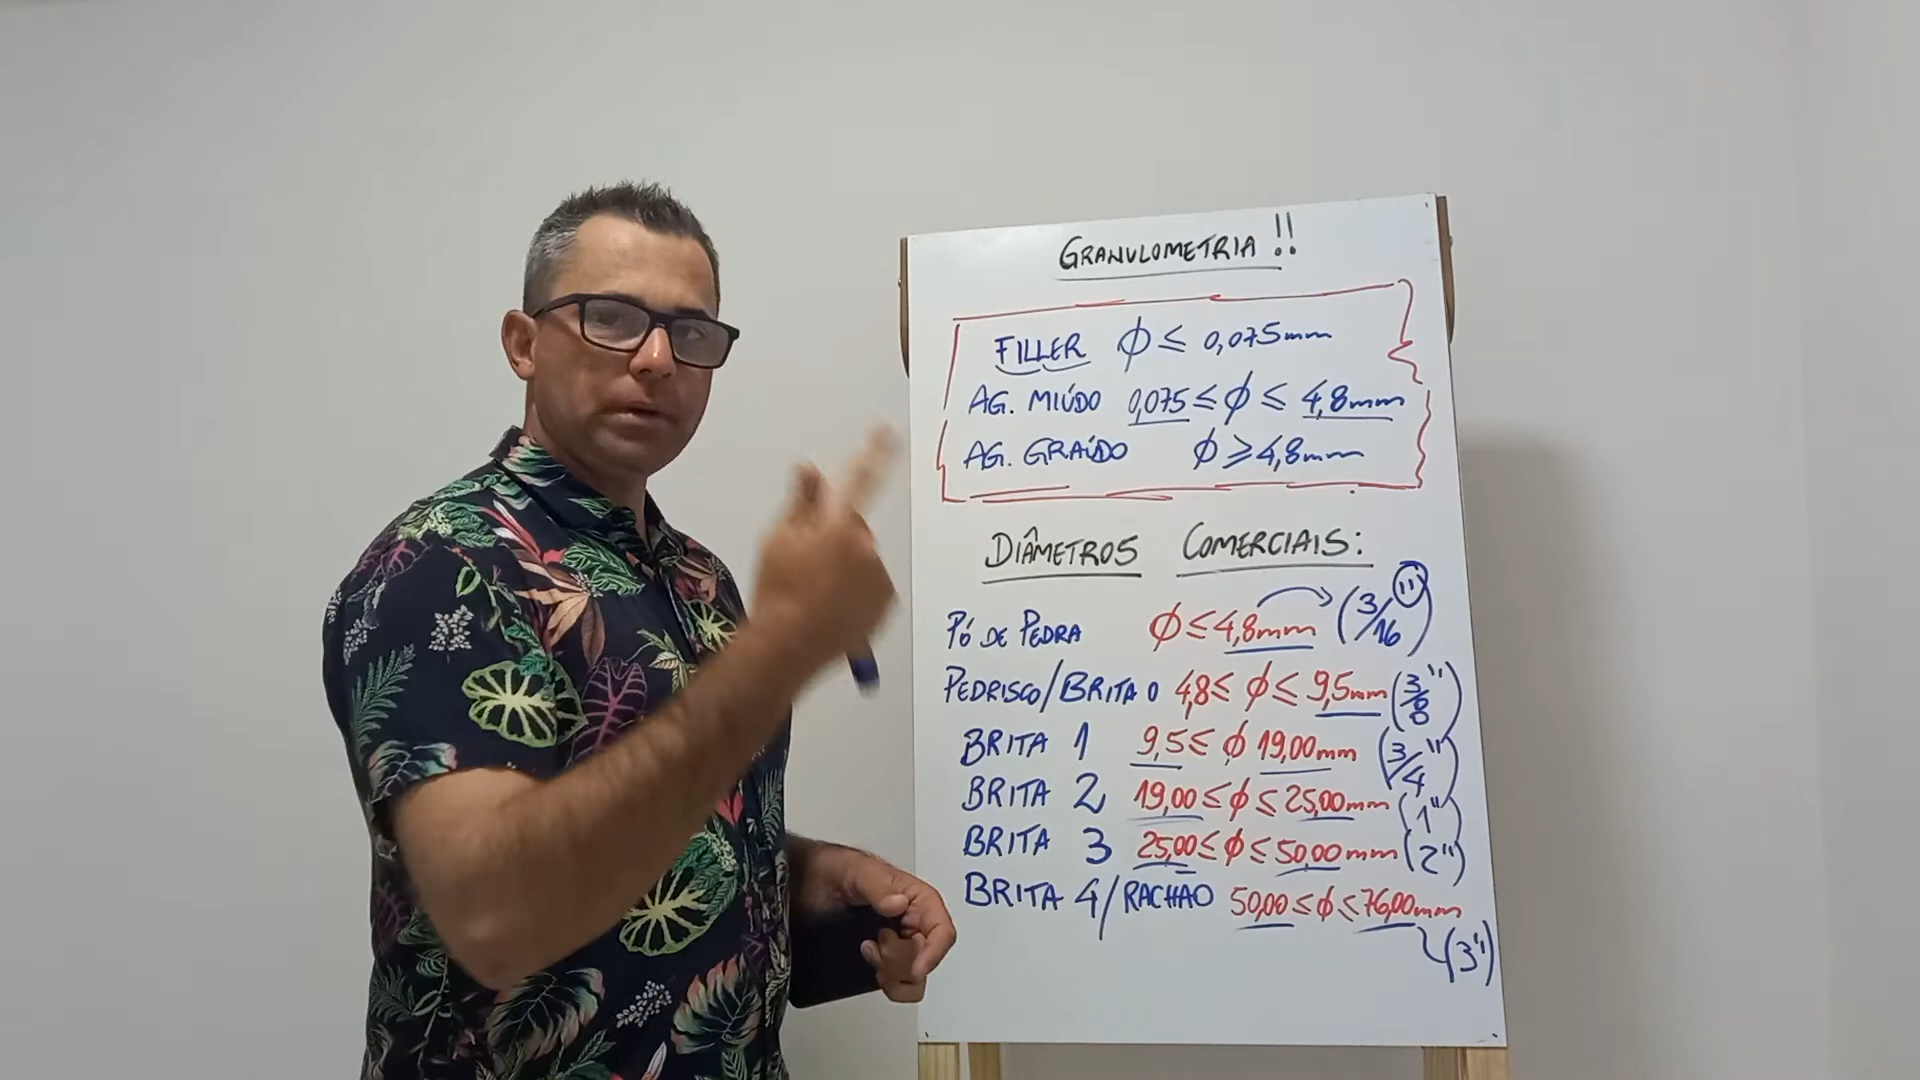 GRANULOMETRIA !!
FILLER φ ≤ 0,075mm
AG. MIÚDO 0,075 ≤ φ ≤ 4,8mm
AG. GRAÚDO φ ≥ 4,8mm
DIÂMETROS COMERCIAIS:
PÓ DE PEDRA φ ≤ 4,8mm (3/16")
PEDRISCO/BRITA 0 4,8 ≤ φ ≤ 9,5mm (3/8")
BRITA 1 9,5 ≤ φ 19,00mm (3/4")
BRITA 2 19,00 ≤ φ ≤ 25,00mm (1")
BRITA 3 25,00 ≤ φ ≤ 50,00mm (2")
BRITA 4/RACHÃO 50,00 ≤ φ ≤ 76,00mm
(3")